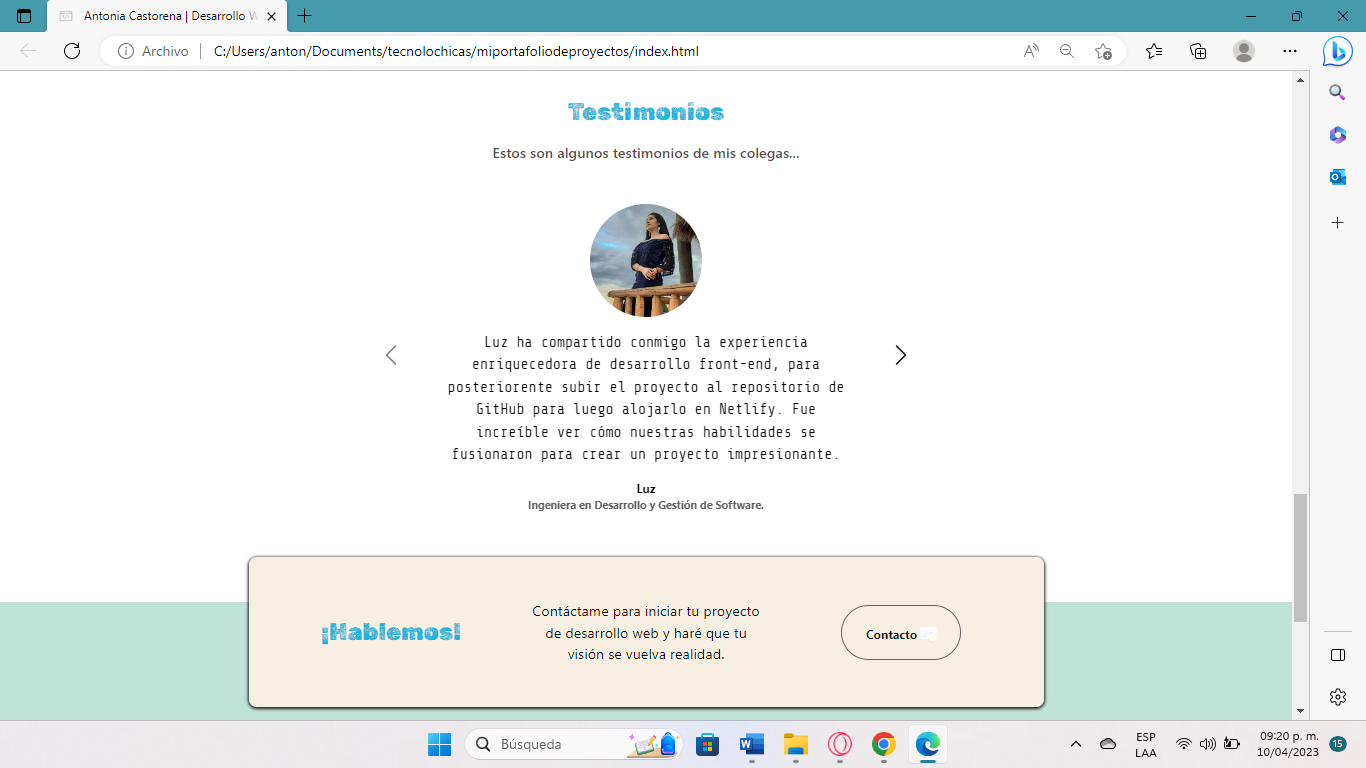 Antonia Castorena | Desarrollo W
Archivo
C:/Users/anton/Documents/tecnolochicas/miportafoliodeproyectos/index.html
Testimonios
Estos son algunos testimonios de mis colegas...
Luz ha compartido conmigo la experiencia
enriquecedora de desarrollo front-end, para
posteriorente subir el proyecto al repositorio de
GitHub para luego alojarlo en Netlify. Fue
increíble ver cómo nuestras habilidades se
fusionaron para crear un proyecto impresionante.
Luz
Ingeniera en Desarrollo y Gestión de Software.
¡Hablemos!
Contáctame para iniciar tu proyecto
de desarrollo web y haré que tu
visión se vuelva realidad.
Contacto
Búsqueda
ESP
LAA
09:20 p. m.
10/04/2023
15